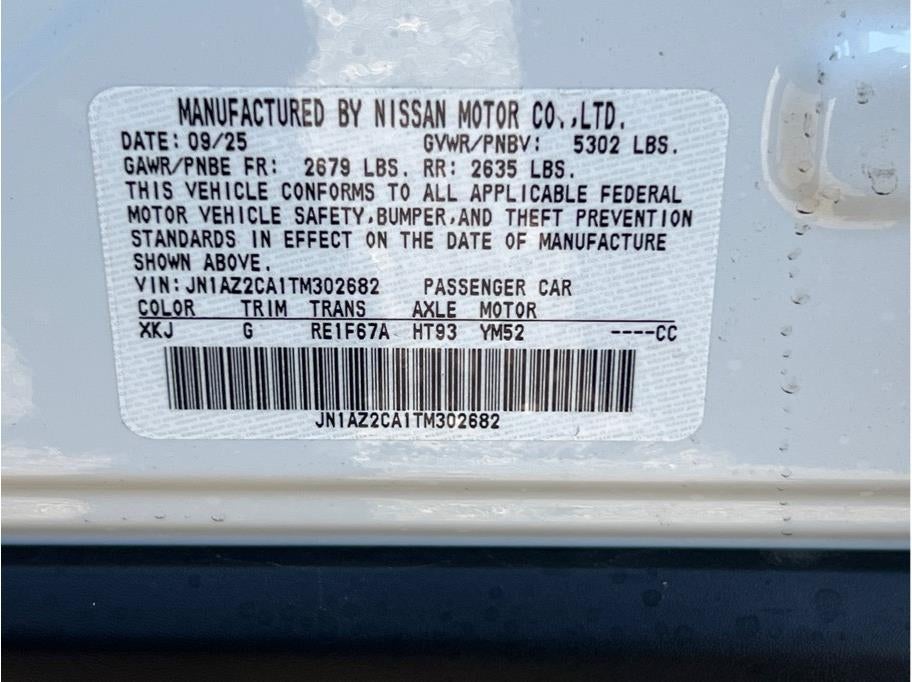 MANUFACTURED BY NISSAN MOTOR CO.,LTD.
DATE: 09/25 GVWR/PNBV: 5302 LBS.
GAWR/PNBE FR: 2679 LBS. RR: 2635 LBS.
THIS VEHICLE CONFORMS TO ALL APPLICABLE FEDERAL
MOTOR VEHICLE SAFETY,BUMPER,AND THEFT PREVENTION
STANDARDS IN EFFECT ON THE DATE OF MANUFACTURE
SHOWN ABOVE.
VIN:JN1AZ2CA1TM302682 PASSENGER CAR
COLOR TRIM TRANS AXLE MOTOR
XKJ G RE1F67A HT93 YM52 ----CC
JN1AZ2CA1TM302682